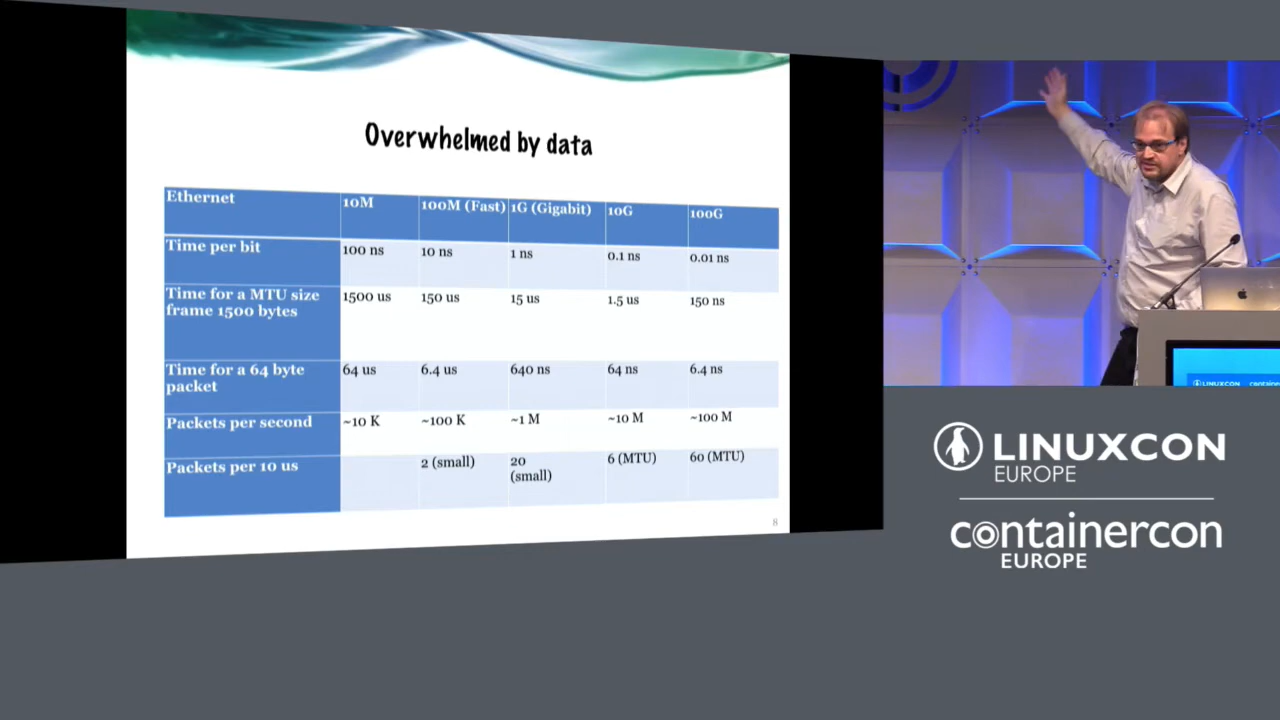 Overwhelmed by data
Ethernet 10M 100M (Fast) 1G (Gigabit) 10G 100G
Time per bit 100 ns 10 ns 1 ns 0.1 ns 0.01 ns
Time for a MTU size 1500 us 150 us 15 us 1.5 us 150 ns
frame 1500 bytes
Time for a 64 byte 64 us 6.4 us 640 ns 64 ns 6.4 ns
packet
Packets per second ~10 K ~100 K ~1 M ~10 M ~100 M
Packets per 10 us 2 (small) 20 6 (MTU) 60 (MTU)
(small)
8
LINUXCON
LINUXCON
EUROPE
containercon
EUROPE